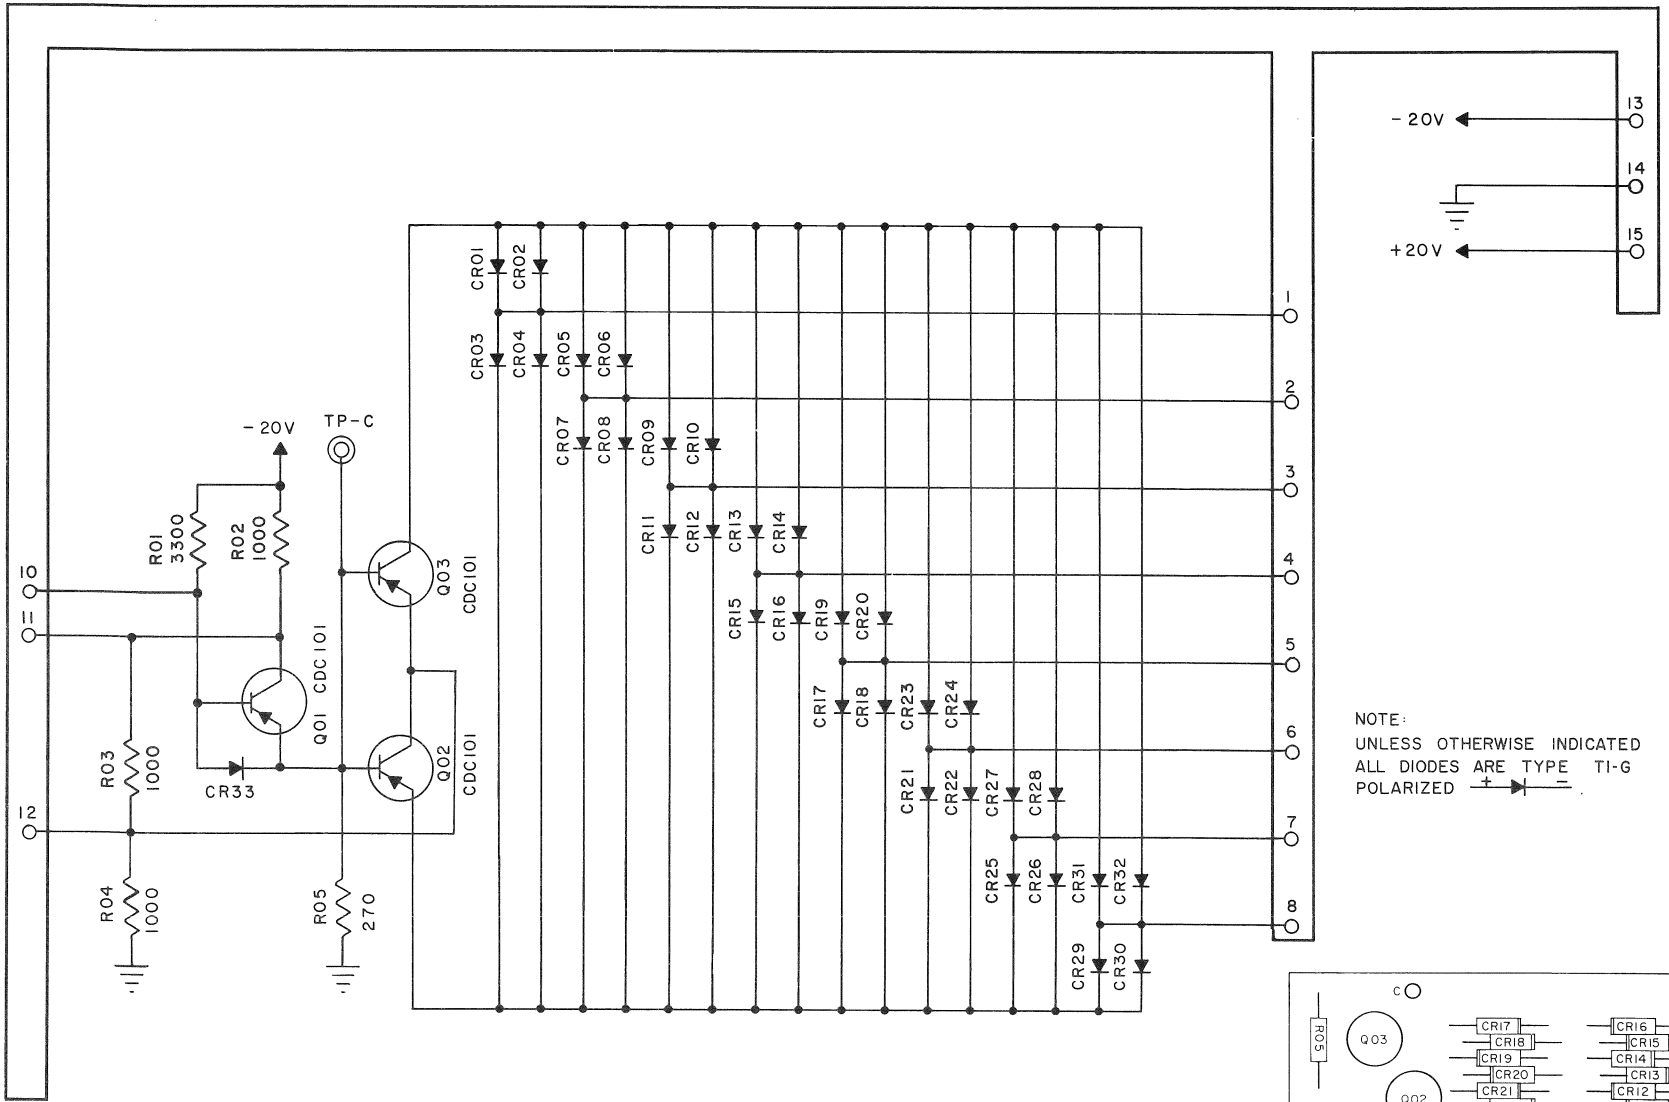 13
- 20V
14
15
+20V
CR01
CR02
1
CR03
CR04
CR05
CR06
2
- 20V
TP-C
CR07
CR08
CR09
CR10
3
R01
3300
R02
1000
CR11
CR12
CR13
CR14
10
Q03
CDC101
4
11
CR15
CR16
CR19
CR20
Q01
CDC101
5
CR17
CR18
CR23
CR24
R03
1000
CR33
Q02
CDC101
6
NOTE:
UNLESS OTHERWISE INDICATED
ALL DIODES ARE TYPE T1-G
POLARIZED + -
CR21
CR22
CR27
CR28
12
7
R04
1000
R05
270
CR25
CR26
CR31
CR32
8
CR29
CR30
C
R05
Q03
CR17
CR16
CR18
CR15
CR19
CR14
CR20
CR13
CR21
CR12
Q02